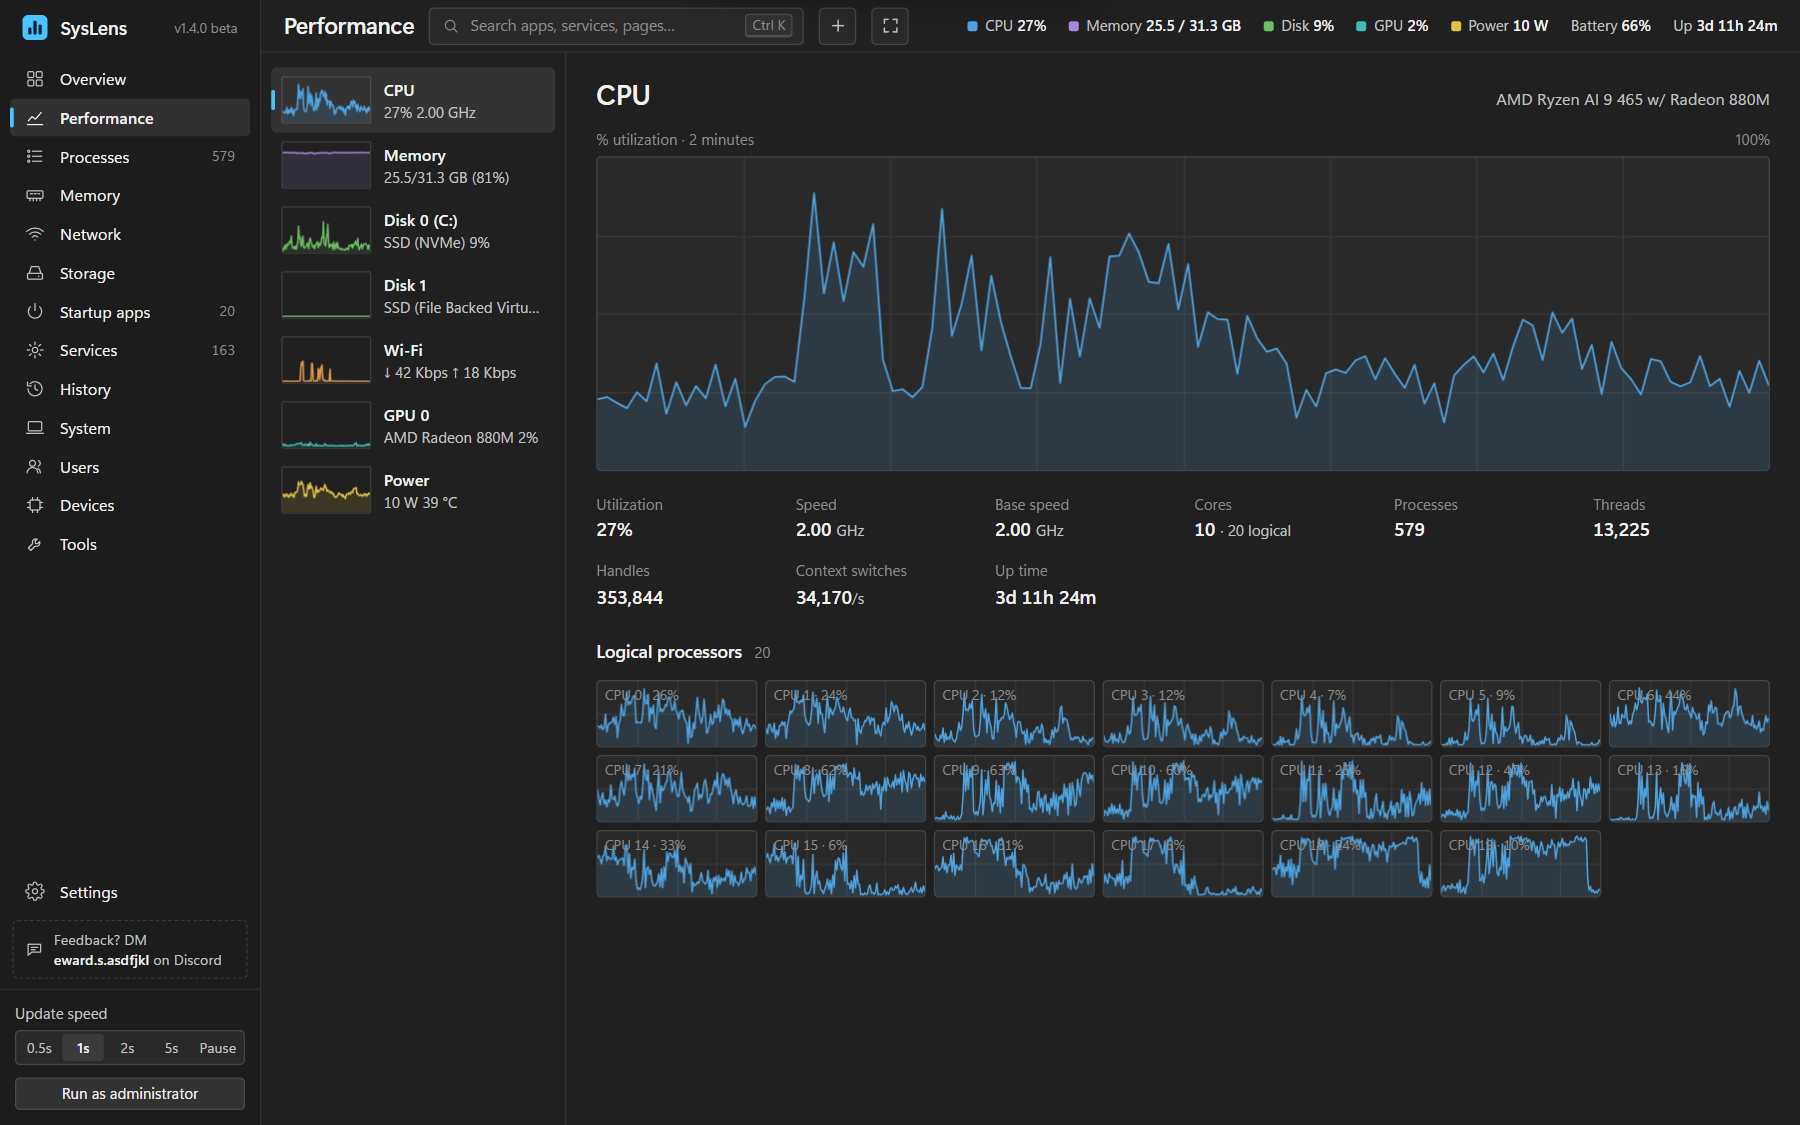 SysLens
v1.4.0 beta
Overview
Performance
Processes 579
Memory
Network
Storage
Startup apps 20
Services 163
History
System
Users
Devices
Tools
Settings
Feedback? DM
eward.s.asdfjkl on Discord
Update speed
0.5s 1s 2s 5s Pause
Run as administrator
Performance
Search apps, services, pages... Ctrl K
CPU 27% Memory 25.5 / 31.3 GB Disk 9% GPU 2% Power 10 W Battery 66% Up 3d 11h 24m
CPU
27% 2.00 GHz
Memory
25.5/31.3 GB (81%)
Disk 0 (C:)
SSD (NVMe) 9%
Disk 1
SSD (File Backed Virtu...
Wi-Fi
↓ 42 Kbps ↑ 18 Kbps
GPU 0
AMD Radeon 880M 2%
Power
10 W 39 °C
CPU
AMD Ryzen AI 9 465 w/ Radeon 880M
% utilization · 2 minutes 100%
Utilization Speed Base speed Cores Processes Threads
27% 2.00 GHz 2.00 GHz 10 · 20 logical 579 13,225
Handles Context switches Up time
353,844 34,170/s 3d 11h 24m
Logical processors 20
CPU 0 · 26% CPU 1 · 24% CPU 2 · 12% CPU 3 · 12% CPU 4 · 7% CPU 5 · 9% CPU 6 · 44%
CPU 7 · 21% CPU 8 · 62% CPU 9 · 63% CPU 10 · 60% CPU 11 CPU 12 CPU 13
CPU 14 · 33% CPU 15 · 6% CPU 16 CPU 17 CPU CPU